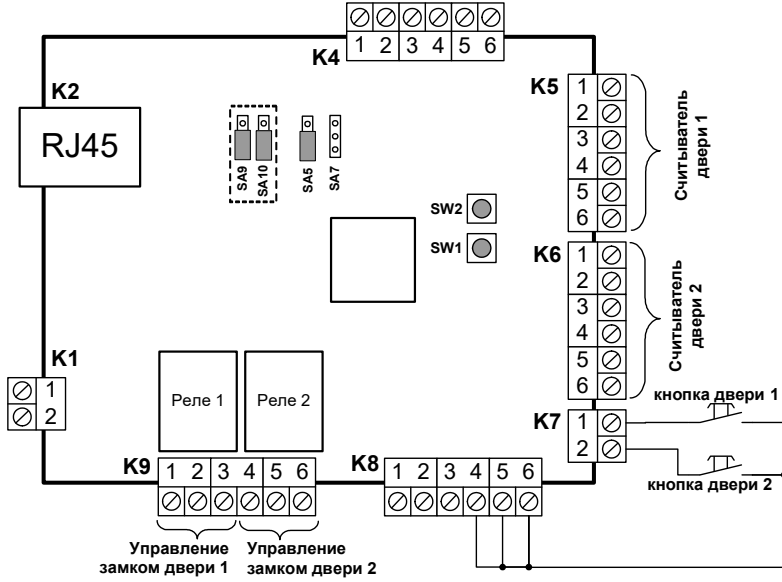 1 2 3 4 5 6
K4
K2
RJ45
SA9
SA10
SA5
SA7
SW2
SW1
K5
1
2
3
4
5
6
Считыватель
двери 1
K6
1
2
3
4
5
6
Считыватель
двери 2
K1
1
2
Реле 1
Реле 2
K7
1
2
кнопка двери 1
кнопка двери 2
K9
1 2 3 4 5 6
K8
1 2 3 4 5 6
Управление
замком двери 1
Управление
замком двери 2